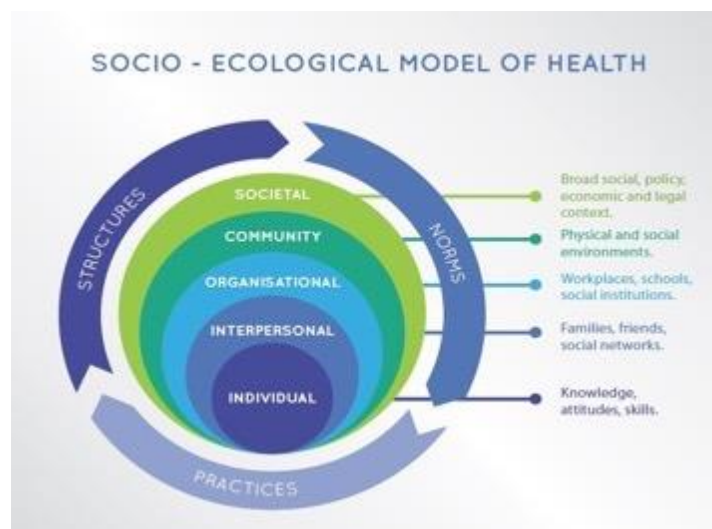 SOCIO - ECOLOGICAL MODEL OF HEALTH
STRUCTURES
NORMS
PRACTICES
SOCIETAL
COMMUNITY
ORGANISATIONAL
INTERPERSONAL
INDIVIDUAL
Broad social, policy,
economic and legal
context.
Physical and social
environments.
Workplaces, schools,
social institutions.
Families, friends,
social networks.
Knowledge,
attitudes, skills.